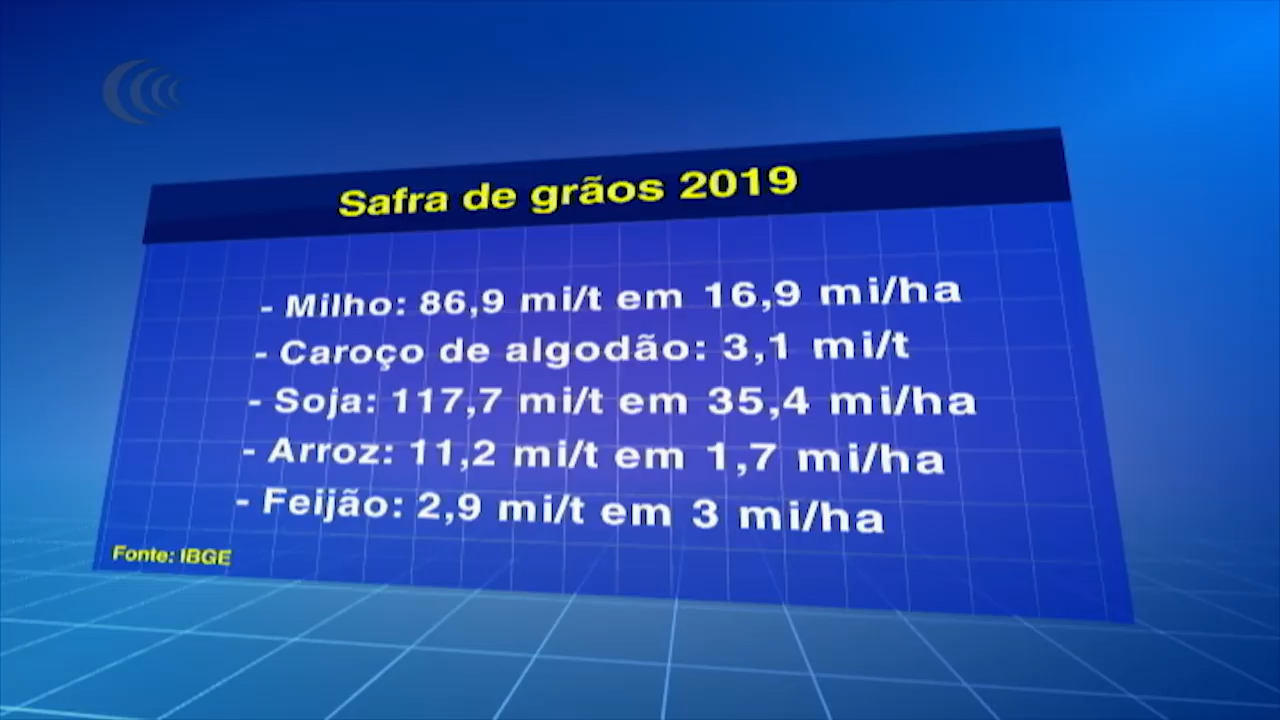 Safra de grãos 2019
- Milho: 86,9 mi/t em 16,9 mi/ha
- Caroço de algodão: 3,1 mi/t
- Soja: 117,7 mi/t em 35,4 mi/ha
- Arroz: 11,2 mi/t em 1,7 mi/ha
- Feijão: 2,9 mi/t em 3 mi/ha
Fonte: IBGE